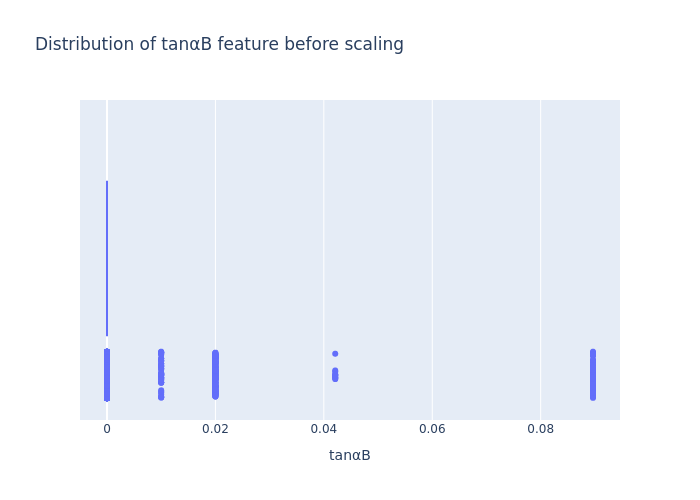 Distribution of tanαB feature before scaling
0 0.02 0.04 0.06 0.08
tanαB